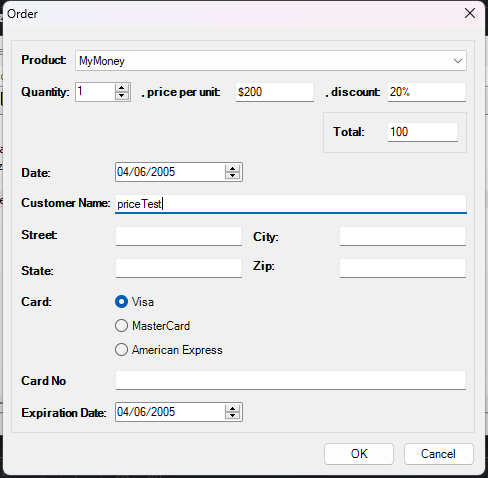 Order
Product: MyMoney
Quantity: 1 , price per unit: $200 , discount: 20%
Total: 100
Date: 04/06/2005
Customer Name: priceTest
Street: City:
State: Zip:
Card: Visa
MasterCard
American Express
Card No
Expiration Date: 04/06/2005
OK Cancel